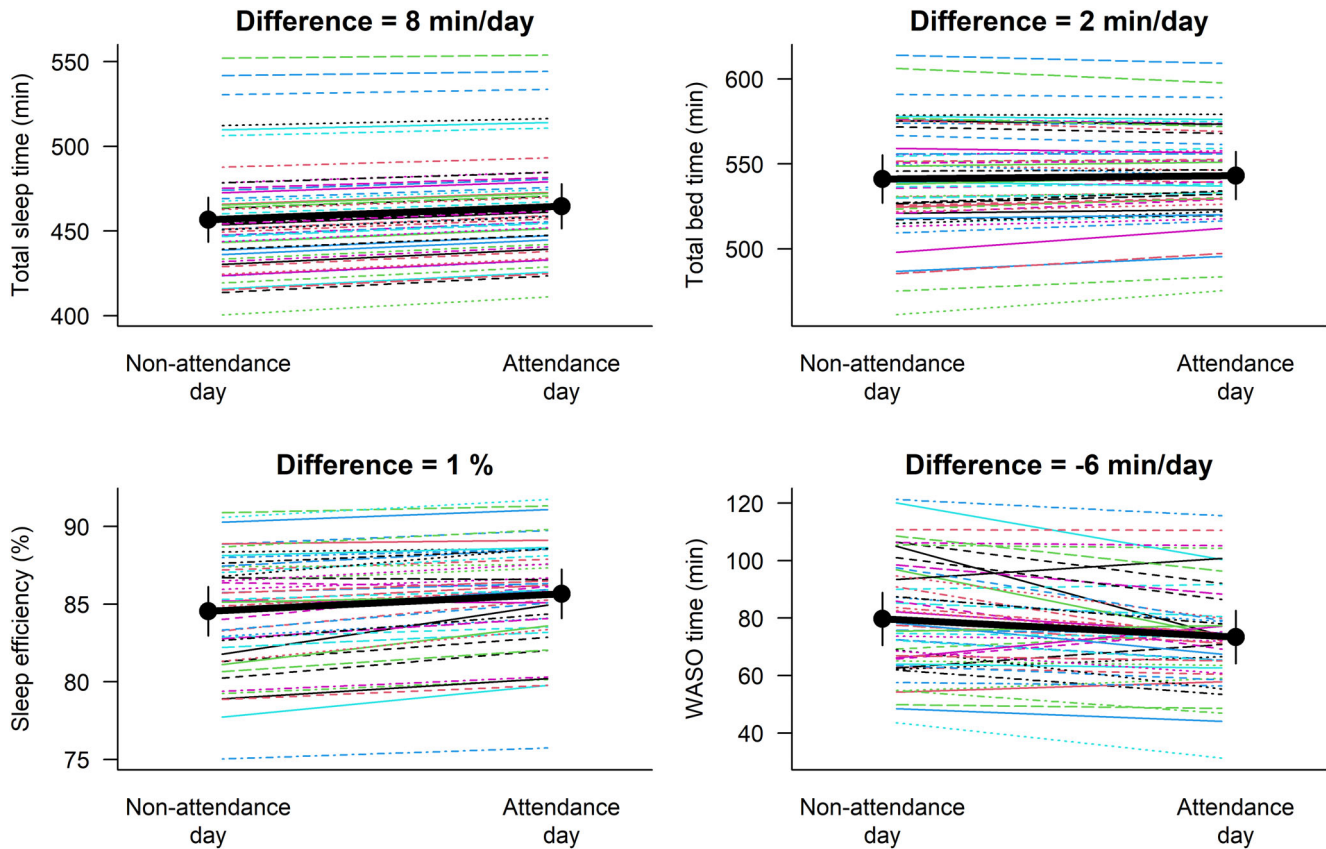 Difference = 8 min/day
Total sleep time (min)
550
500
450
400
Non-attendance
day
Attendance
day
Difference = 2 min/day
Total bed time (min)
600
550
500
Non-attendance
day
Attendance
day
Difference = 1 %
Sleep efficiency (%)
90
85
80
75
Non-attendance
day
Attendance
day
Difference = -6 min/day
WASO time (min)
120
100
80
60
40
Non-attendance
day
Attendance
day